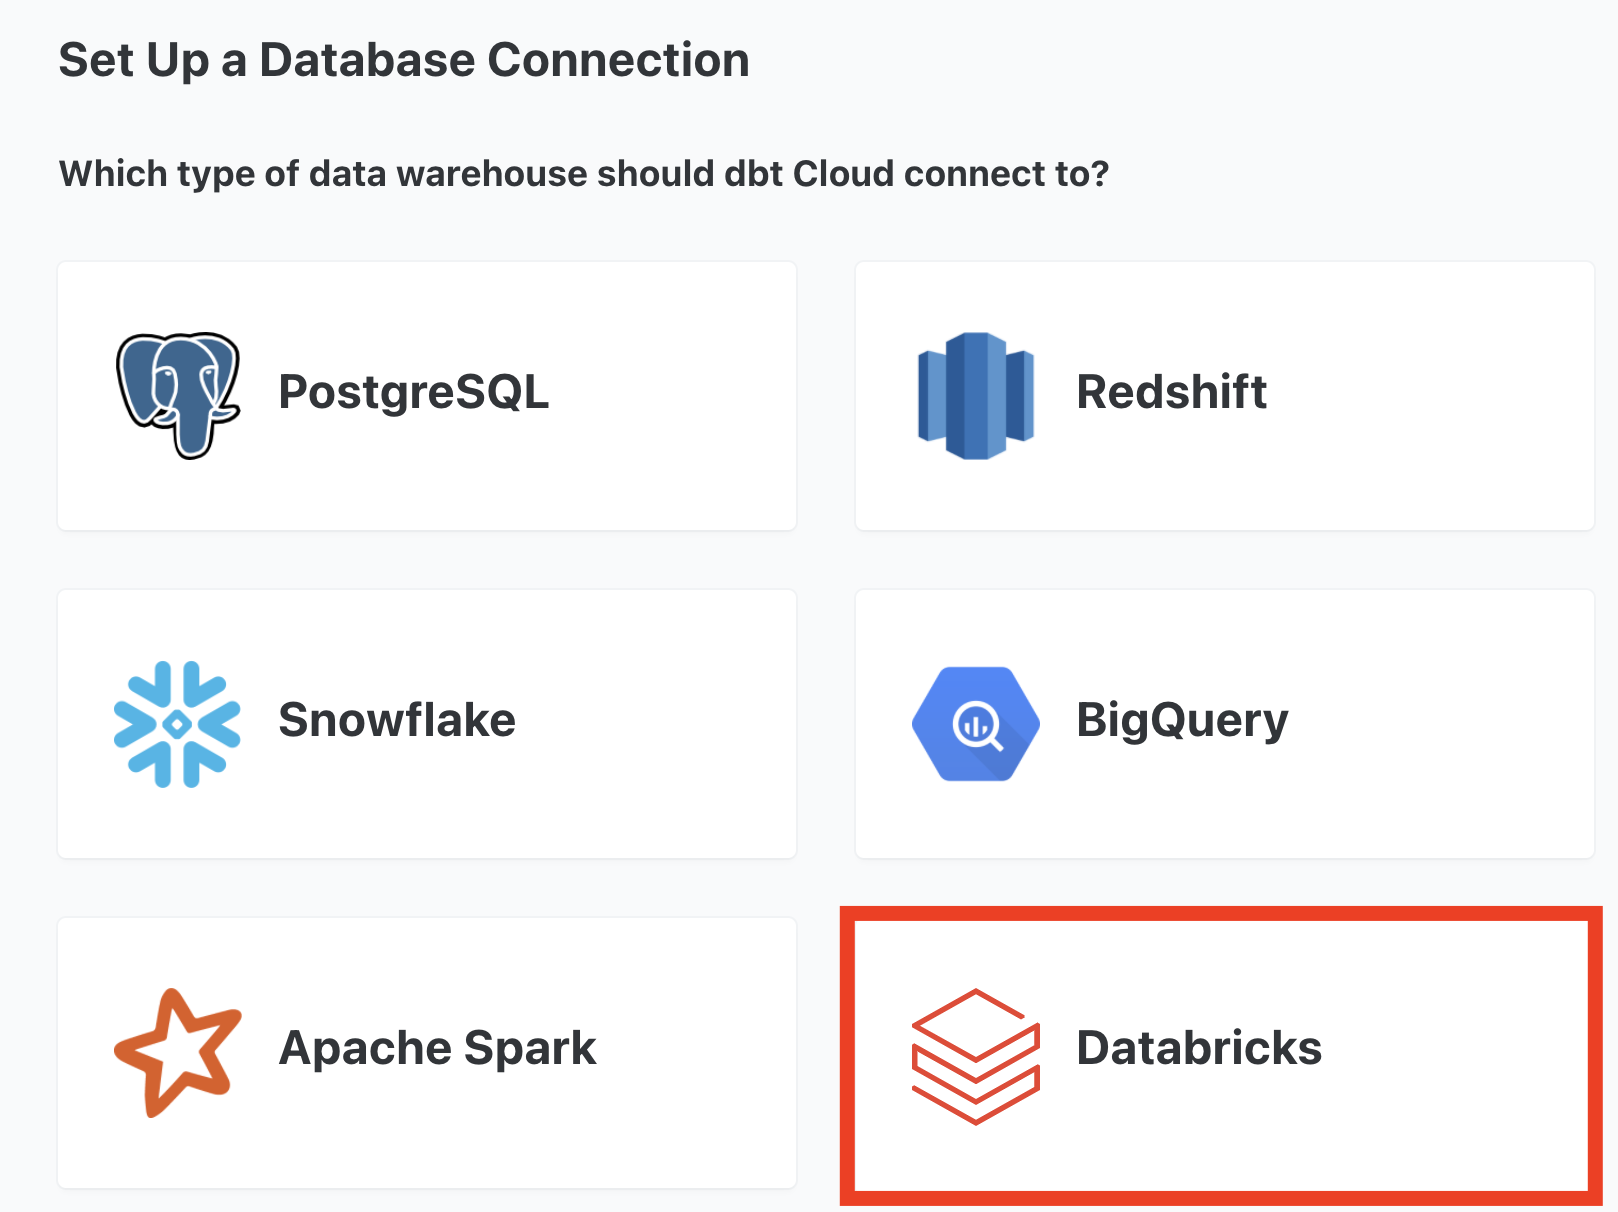 Set Up a Database Connection
Which type of data warehouse should dbt Cloud connect to?
PostgreSQL
Redshift
Snowflake
BigQuery
Apache Spark
Databricks